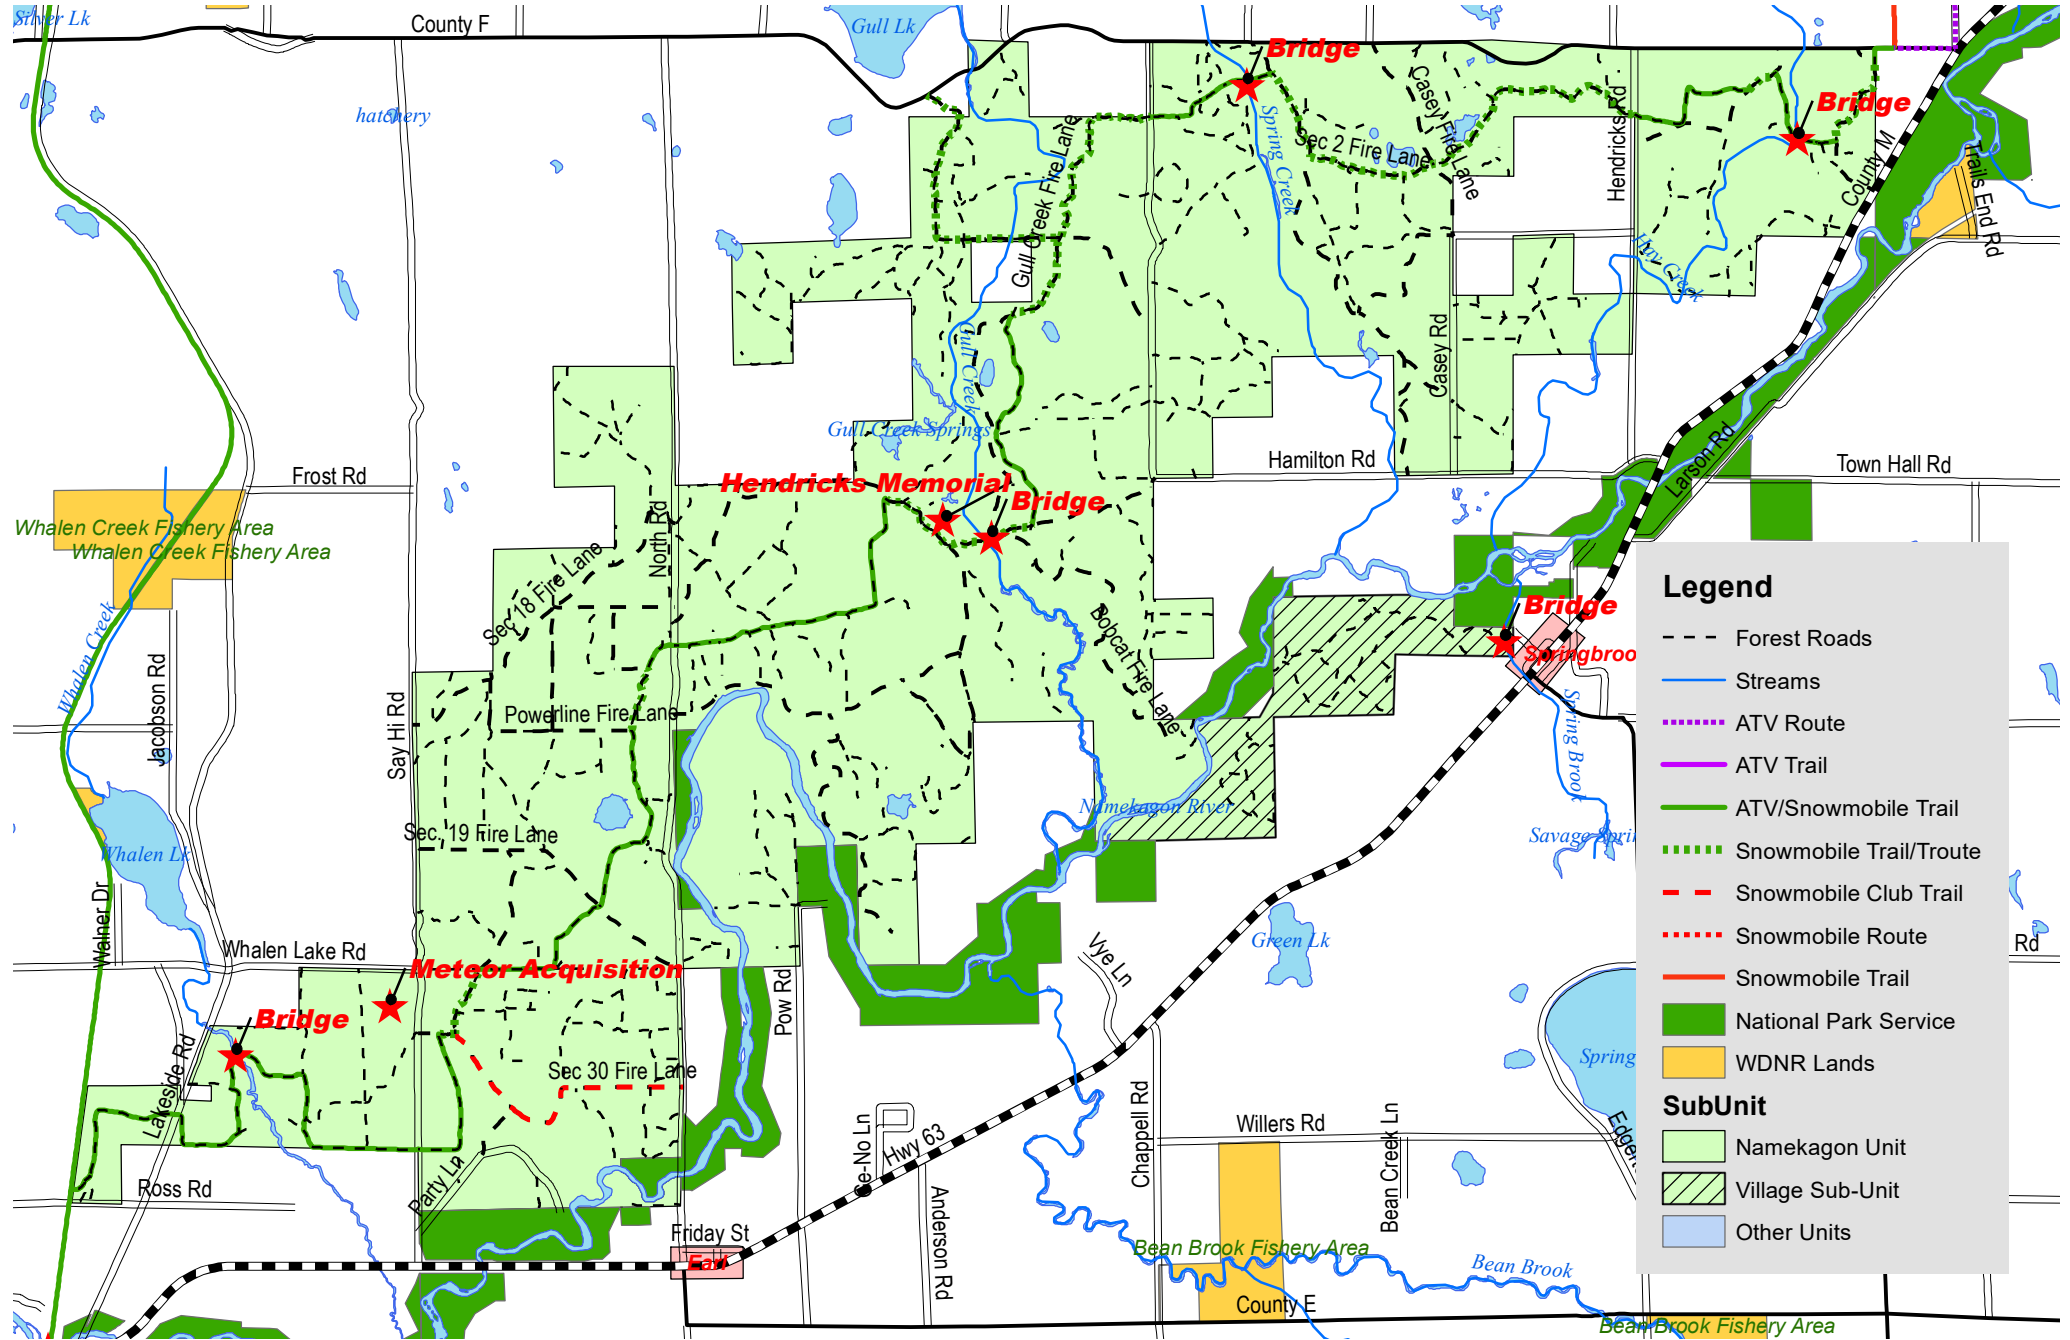 Silver Lk
County F
Gull Lk
Bridge
hatchery
Gull Creek Fire Lane
Spring Creek
Sec 2 Fire Lane
Casey Fire Lane
Hendricks Rd
Bridge
County M
Trails End Rd
Hay Creek
Gull Creek
Casey Rd
Gull Creek Springs
Frost Rd
Hendricks Memorial
Bridge
Hamilton Rd
Larson Rd
Town Hall Rd
Whalen Creek Fishery Area
Whalen Creek Fishery Area
North Rd
Sec 18 Fire Lane
Whalen Creek
Jacobson Rd
Bobcat Fire Lane
Bridge
Springbroo
Say Hi Rd
Powerline Fire Lane
Spring Brook
Namekagon River
Sec. 19 Fire Lane
Savage Sprin
Whalen Lk
Walner Dr
Whalen Lake Rd
Meteor Acquisition
Vye Ln
Green Lk
Rd
Pow Rd
Bridge
Lakeside Rd
Sec 30 Fire Lane
Spring
Ge-No Ln
Hwy 63
Chappell Rd
Willers Rd
Bean Creek Ln
Edger
Party Ln
Ross Rd
Anderson Rd
Friday St
Earl
Bean Brook Fishery Area
Bean Brook
County E
Bean Brook Fishery Area
Legend
Forest Roads
Streams
ATV Route
ATV Trail
ATV/Snowmobile Trail
Snowmobile Trail/Troute
Snowmobile Club Trail
Snowmobile Route
Snowmobile Trail
National Park Service
WDNR Lands
SubUnit
Namekagon Unit
Village Sub-Unit
Other Units